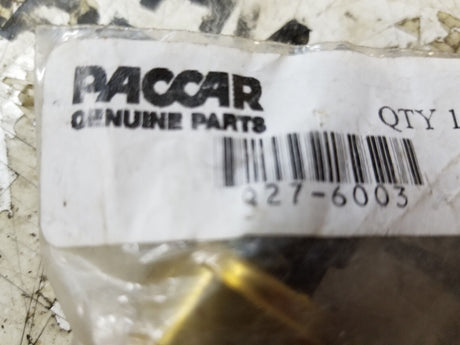 PACCAR
GENUINE PARTS
QTY 1
Q27-6003